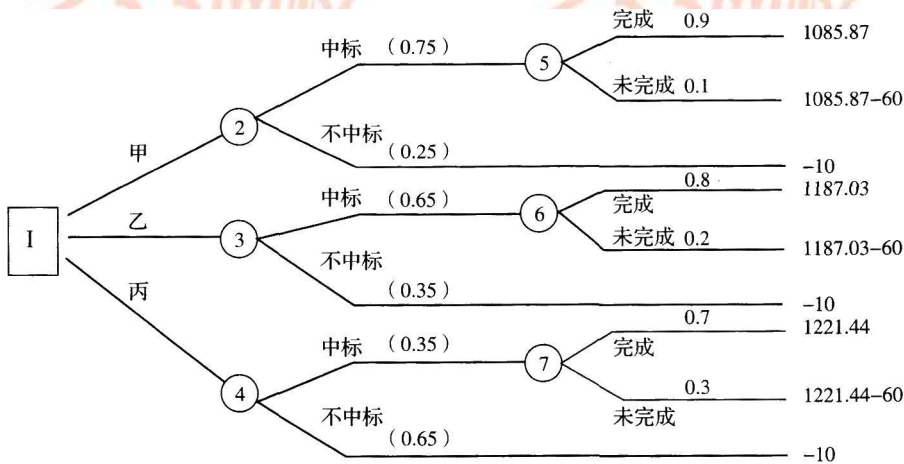 完成 0.9 1085.87
中标 (0.75) 5
未完成 0.1 1085.87-60
2
甲
不中标
(0.25) -10
0.8 1187.03
中标 (0.65) 6 完成
乙
I 3
未完成 0.2 1187.03-60
不中标
丙
(0.35) -10
0.7 1221.44
中标 (0.35) 7 完成
4
0.3 1221.44-60
不中标 未完成
(0.65) -10